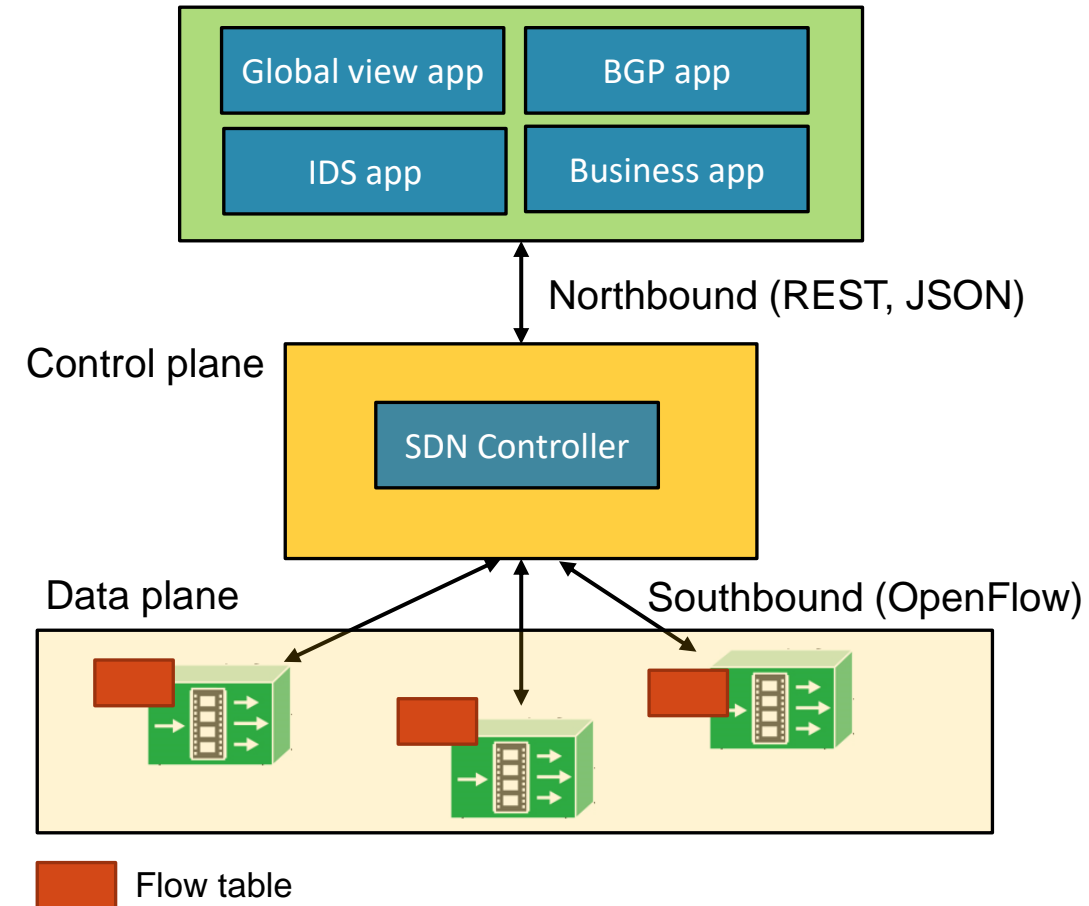 Global view app
BGP app
IDS app
Business app
Northbound (REST, JSON)
Control plane
SDN Controller
Data plane
Southbound (OpenFlow)
Flow table